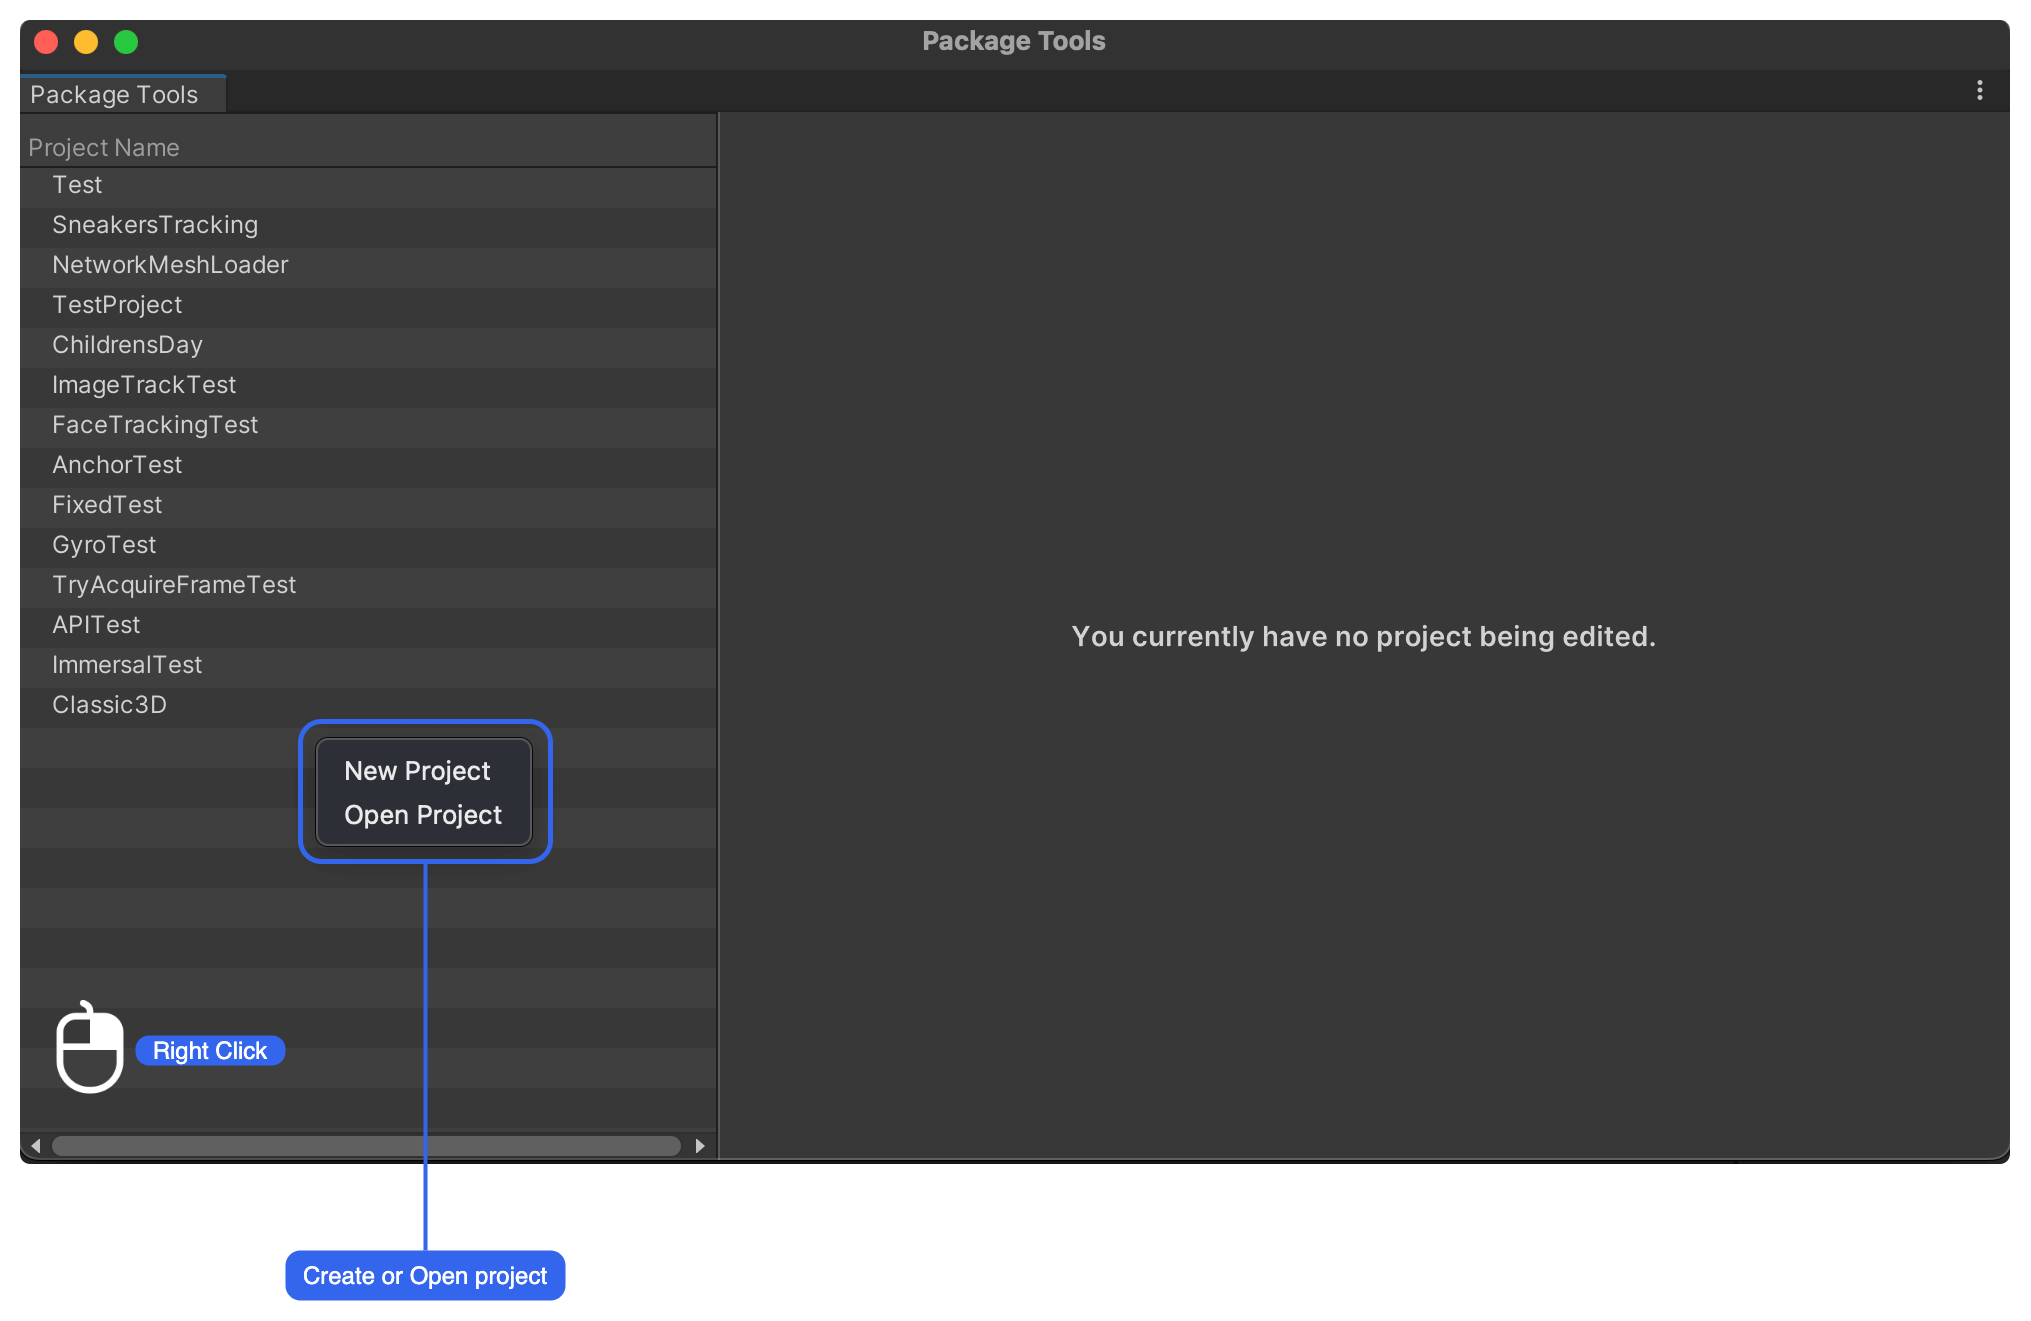 Package Tools
Package Tools
Project Name
Test
SneakersTracking
NetworkMeshLoader
TestProject
ChildrensDay
ImageTrackTest
FaceTrackingTest
AnchorTest
FixedTest
GyroTest
TryAcquireFrameTest
APITest
ImmersalTest
Classic3D
You currently have no project being edited.
New Project
Open Project
Right Click
Create or Open project